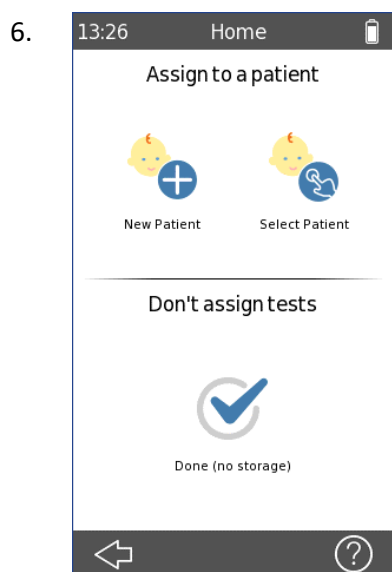 6.
13:26 Home
Assign to a patient
New Patient Select Patient
Don't assign tests
Done (no storage)
?